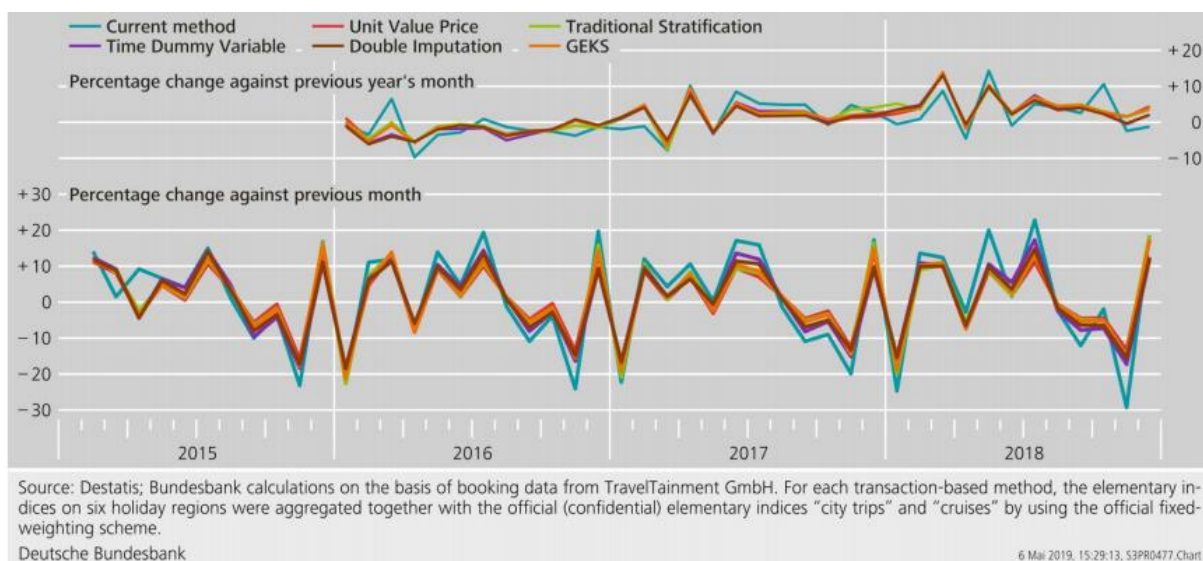 Current method
Unit Value Price
Traditional Stratification
Time Dummy Variable
Double Imputation
GEKS
+ 20
Percentage change against previous year's month
+ 10
0
− 10
+ 30
Percentage change against previous month
+ 20
+ 10
0
− 10
− 20
− 30
2015
2016
2017
2018
Source: Destatis; Bundesbank calculations on the basis of booking data from TravelTainment GmbH. For each transaction-based method, the elementary in-
dices on six holiday regions were aggregated together with the official (confidential) elementary indices “city trips” and “cruises” by using the official fixed-
weighting scheme.
Deutsche Bundesbank
6 Mai 2019, 15:29:13, S3PR0477.Chart